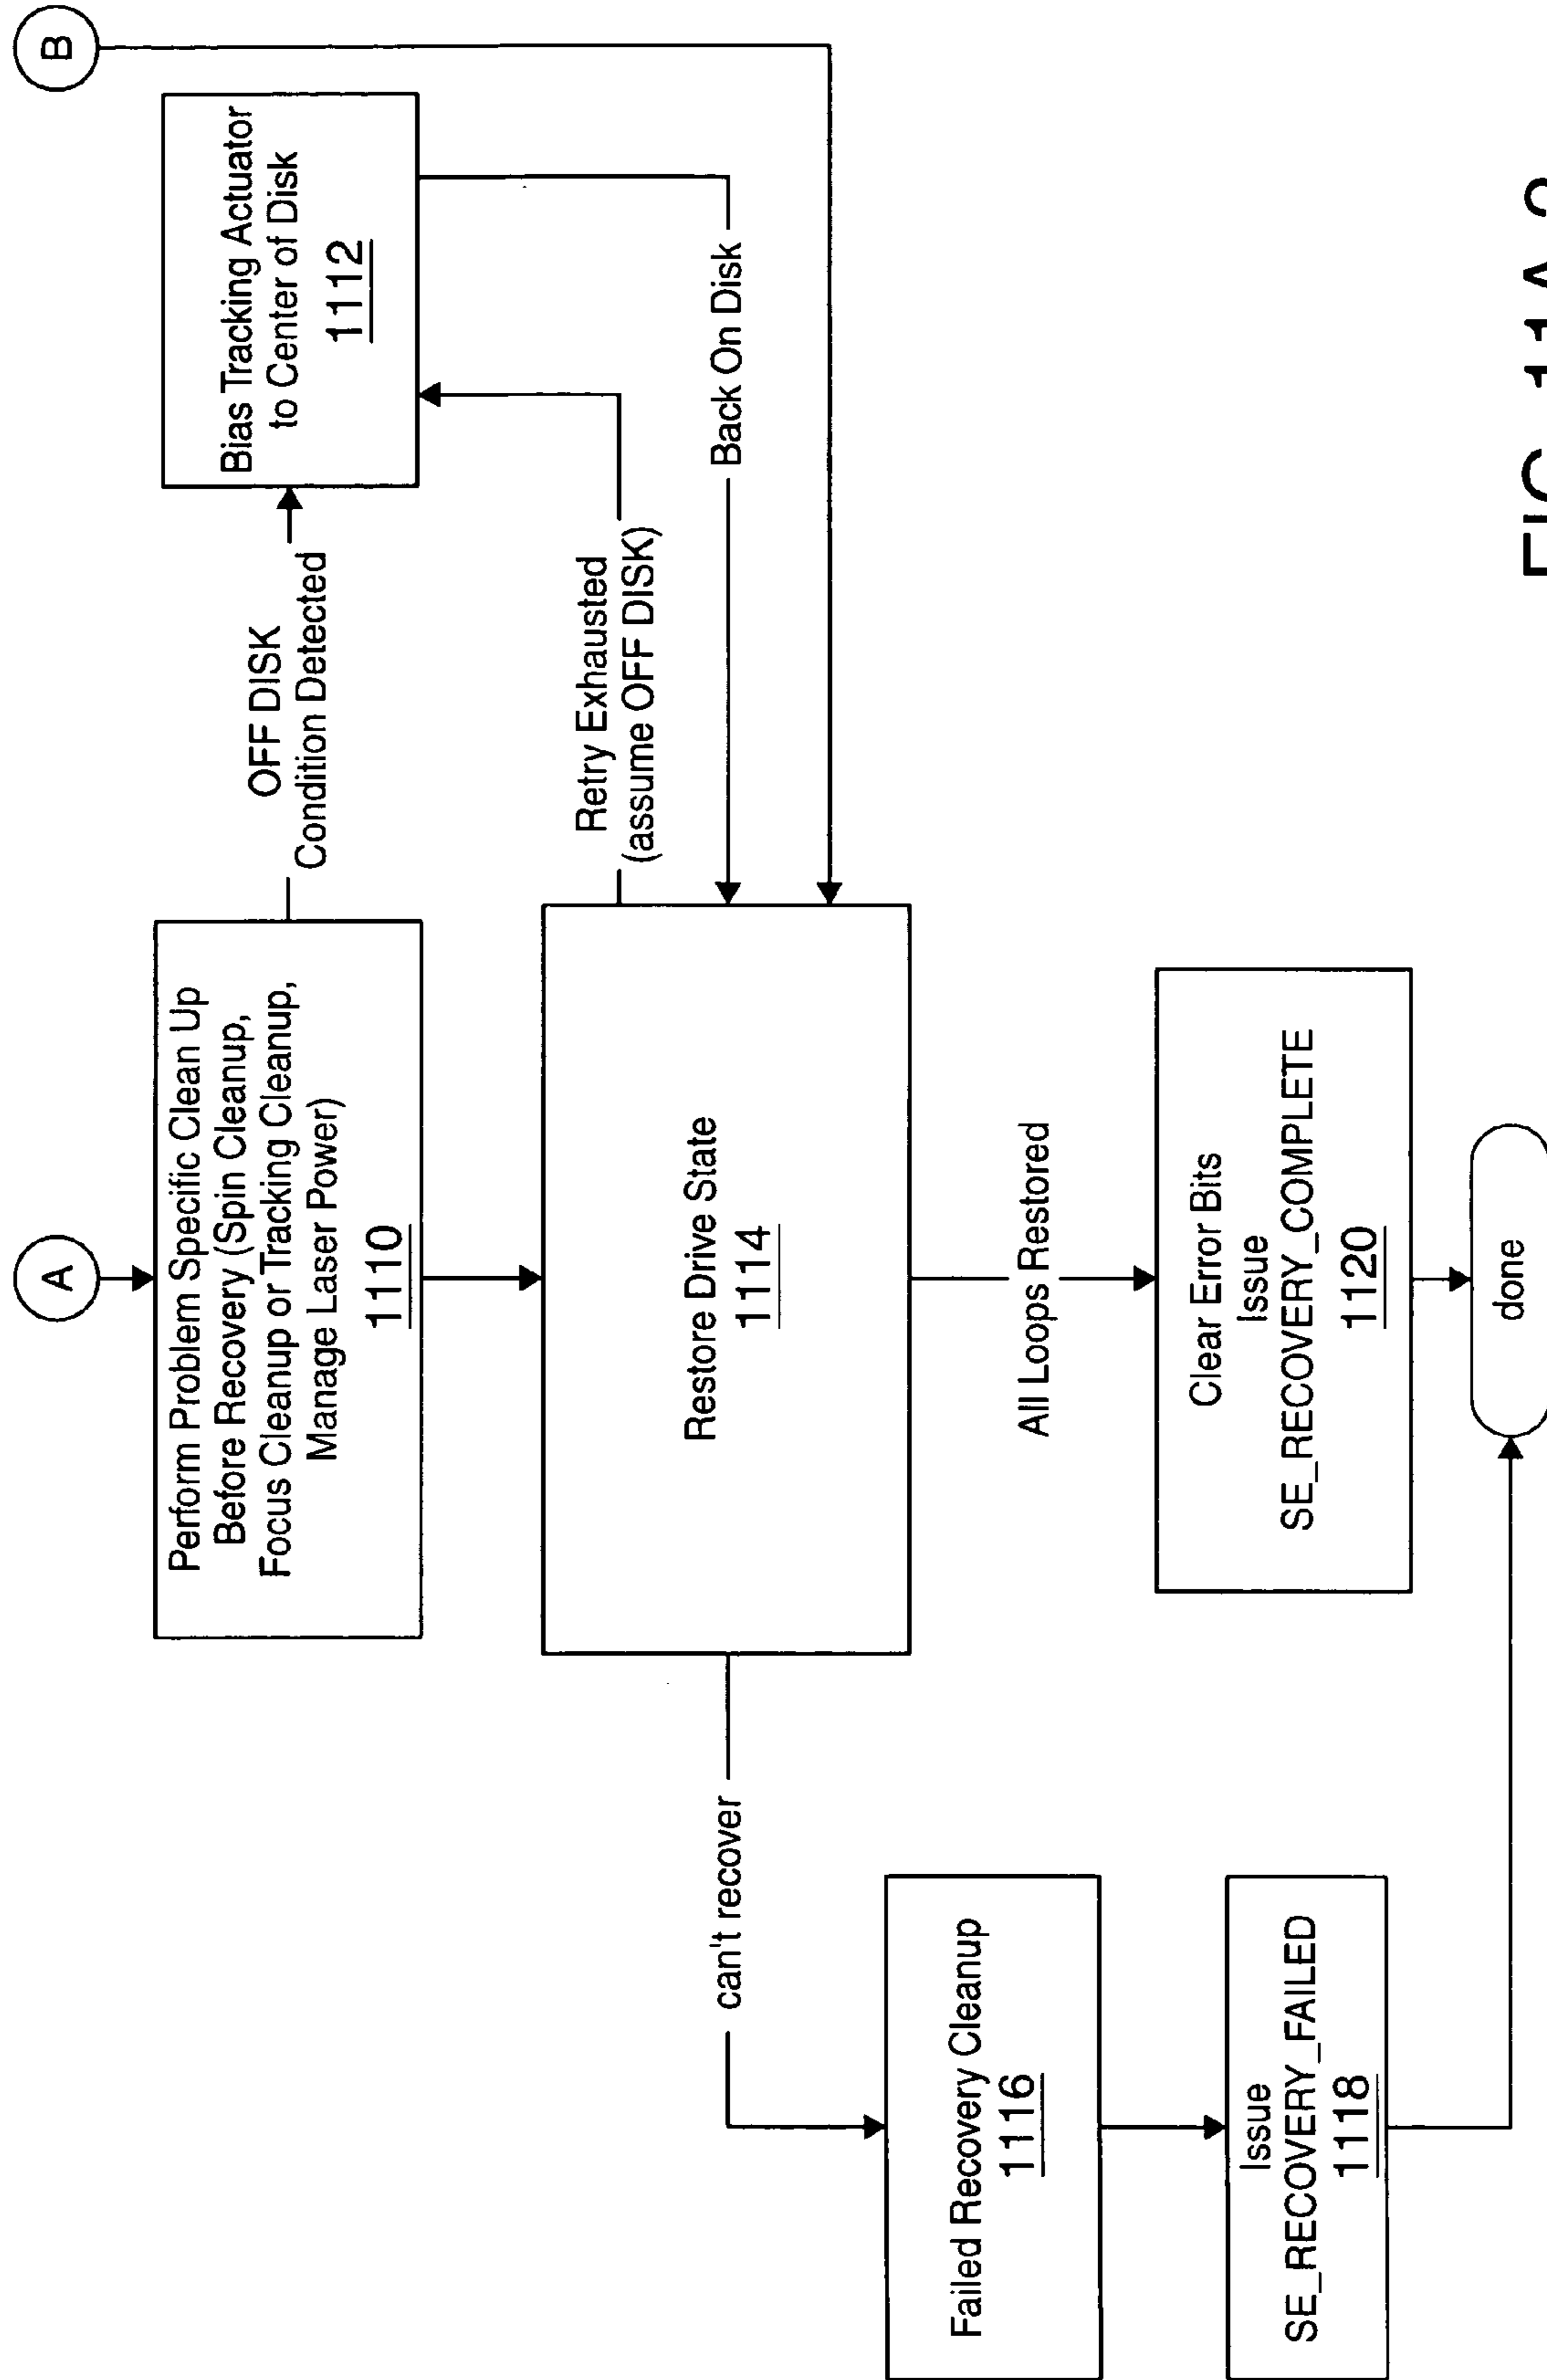 A
B
Perform Problem Specific Clean Up
Before Recovery (Spin Cleanup,
Focus Cleanup or Tracking Cleanup,
Manage Laser Power)
1110
OFF DISK
Condition Detected
Bias Tracking Actuator
to Center of Disk
1112
Retry Exhausted
(assume OFF DISK)
Back On Disk
Restore Drive State
1114
can't recover
All Loops Restored
Failed Recovery Cleanup
1116
Clear Error Bits
Issue
SE_RECOVERY_COMPLETE
1120
Issue
SE_RECOVERY_FAILED
1118
done